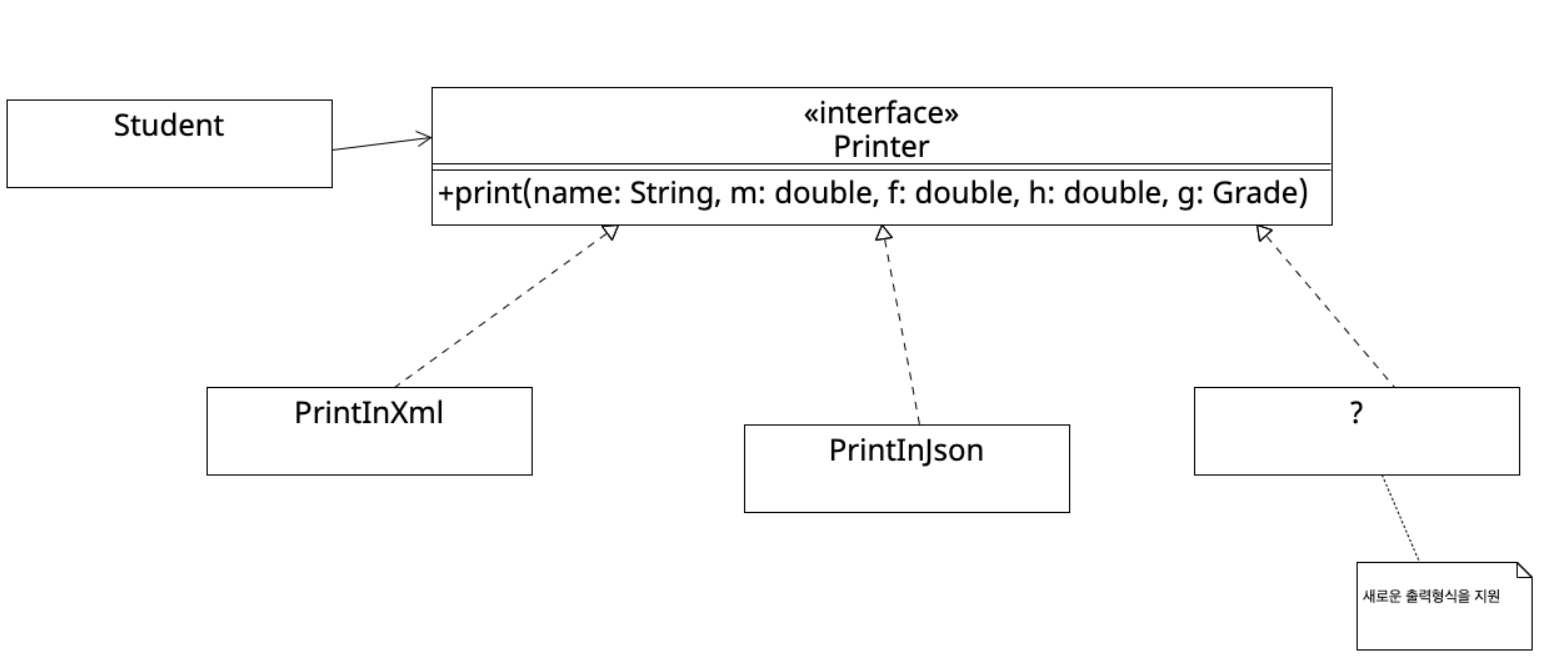 Student
«interface»
Printer
+print(name: String, m: double, f: double, h: double, g: Grade)
PrintInXml
PrintInJson
?
새로운 출력형식을 지원